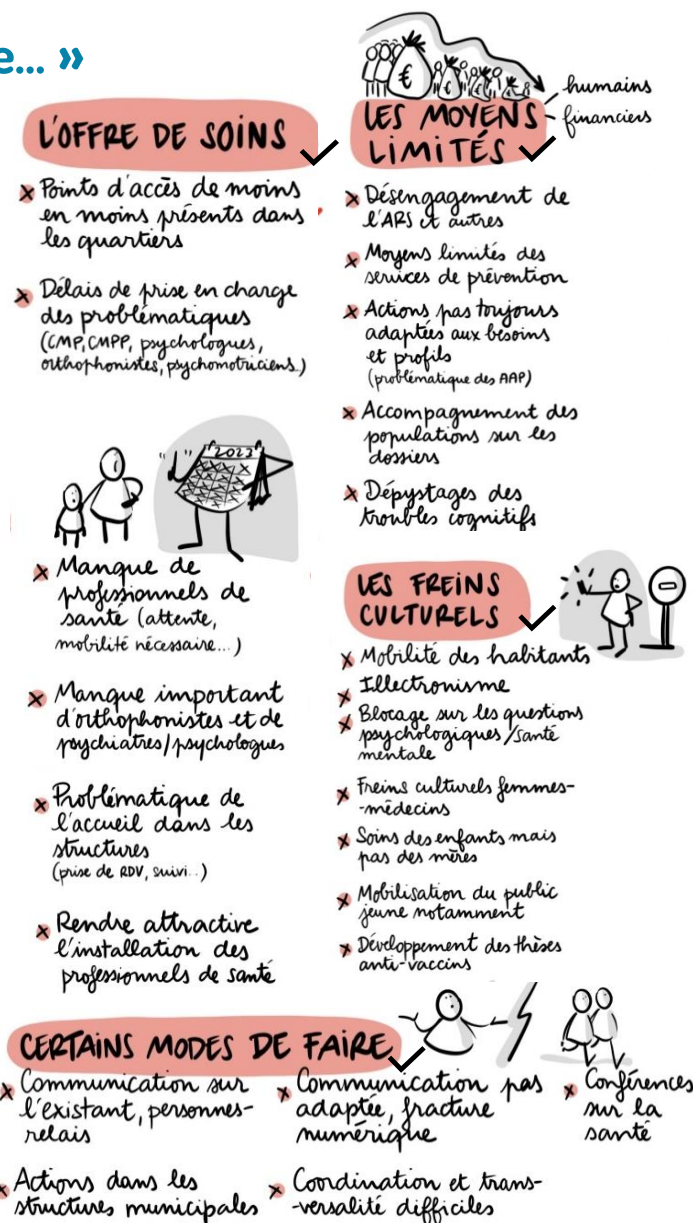 e... »
L'OFFRE DE SOINS
Points d'accès de moins
en moins présents dans
les quartiers
Délais de prise en charge
des problématiques
(CMP, CMPP, psychologues,
orthophonistes, psychomotriciens)
2023
Manque de
professionnels de
santé (attente,
mobilité nécessaire...)
Manque important
d'orthophonistes et de
psychiatres/psychologues
Problématique de
l'accueil dans les
structures
(prise de RDV, suivi...)
Rendre attractive
l'installation des
professionnels de santé
€
humains
financiers
LES MOYENS
LIMITÉS
Désengagement de
l'ARS et autres
Moyens limités des
services de prévention
Actions pas toujours
adaptées aux besoins
et profils
(problématique des AAP)
Accompagnement des
populations sur les
dossiers
Dépystages des
troubles cognitifs
LES FREINS
CULTURELS
Mobilité des habitants
Illectronisme
Blocage sur les questions
psychologiques/santé
mentale
Freins culturels femmes-
-médecins
Soins des enfants mais
pas des mères
Mobilisation du public
jeune notamment
Développement des thèses
anti-vaccins
CERTAINS MODES DE FAIRE
Communication sur
l'existant, personnes-
relais
Actions dans les
structures municipales
Communication pas
adaptée, fracture
numérique
Coordination et trans-
-versalité difficiles
Conférences
sur la
santé